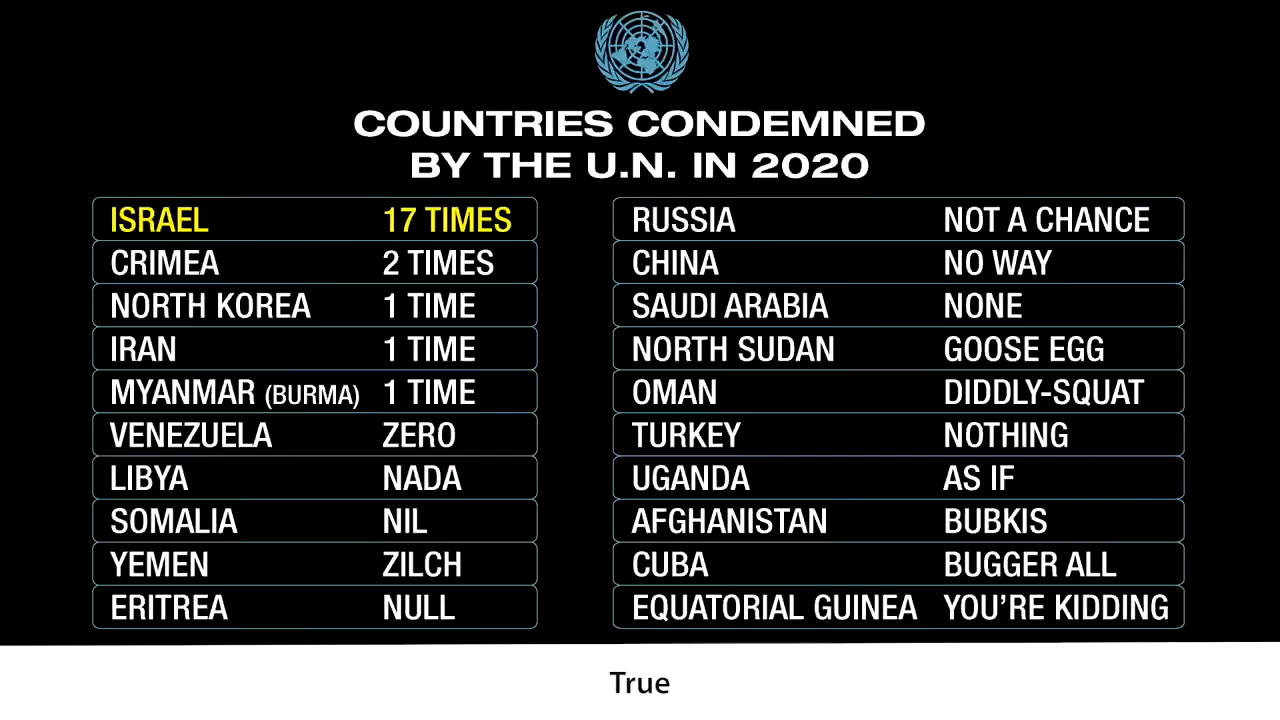 COUNTRIES CONDEMNED
BY THE U.N. IN 2020
ISRAEL 17 TIMES
CRIMEA 2 TIMES
NORTH KOREA 1 TIME
IRAN 1 TIME
MYANMAR (BURMA) 1 TIME
VENEZUELA ZERO
LIBYA NADA
SOMALIA NIL
YEMEN ZILCH
ERITREA NULL
RUSSIA NOT A CHANCE
CHINA NO WAY
SAUDI ARABIA NONE
NORTH SUDAN GOOSE EGG
OMAN DIDDLY-SQUAT
TURKEY NOTHING
UGANDA AS IF
AFGHANISTAN BUBKIS
CUBA BUGGER ALL
EQUATORIAL GUINEA YOU'RE KIDDING
True